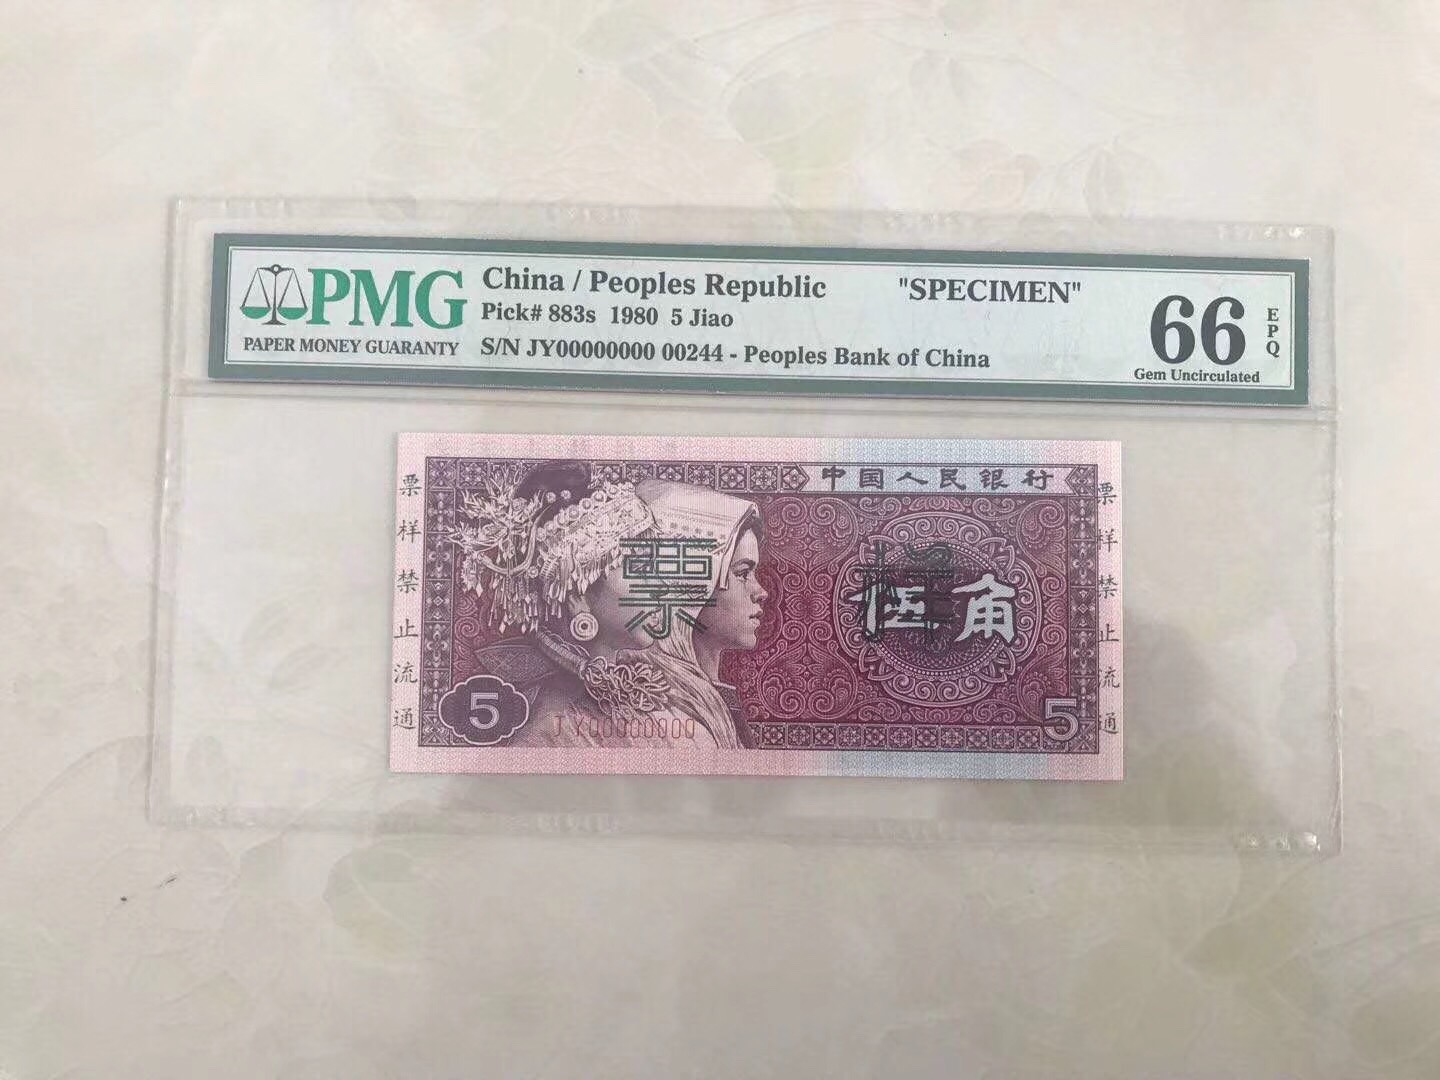 PMG
PAPER MONEY GUARANTY
China / Peoples Republic "SPECIMEN"
Pick# 883s 1980 5 Jiao
S/N JY00000000 00244 - Peoples Bank of China
66
EPQ
Gem Uncirculated
中国人民银行
票样禁止流通
票样
伍角
票样禁止流通
5
JY00000000
5